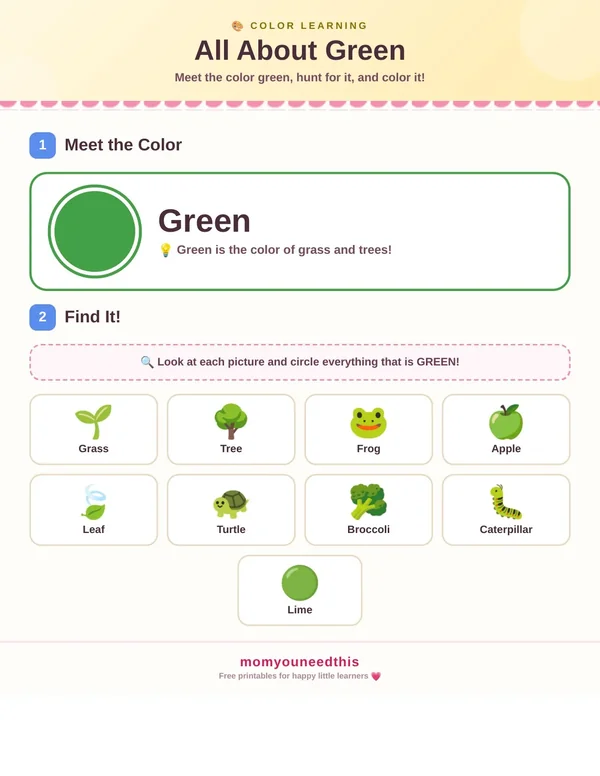 🎨 COLOR LEARNING
All About Green
Meet the color green, hunt for it, and color it!
1 Meet the Color
Green
💡 Green is the color of grass and trees!
2 Find It!
🔍 Look at each picture and circle everything that is GREEN!
Grass Tree Frog Apple
Leaf Turtle Broccoli Caterpillar
Lime
momyouneedthis
Free printables for happy little learners 💗